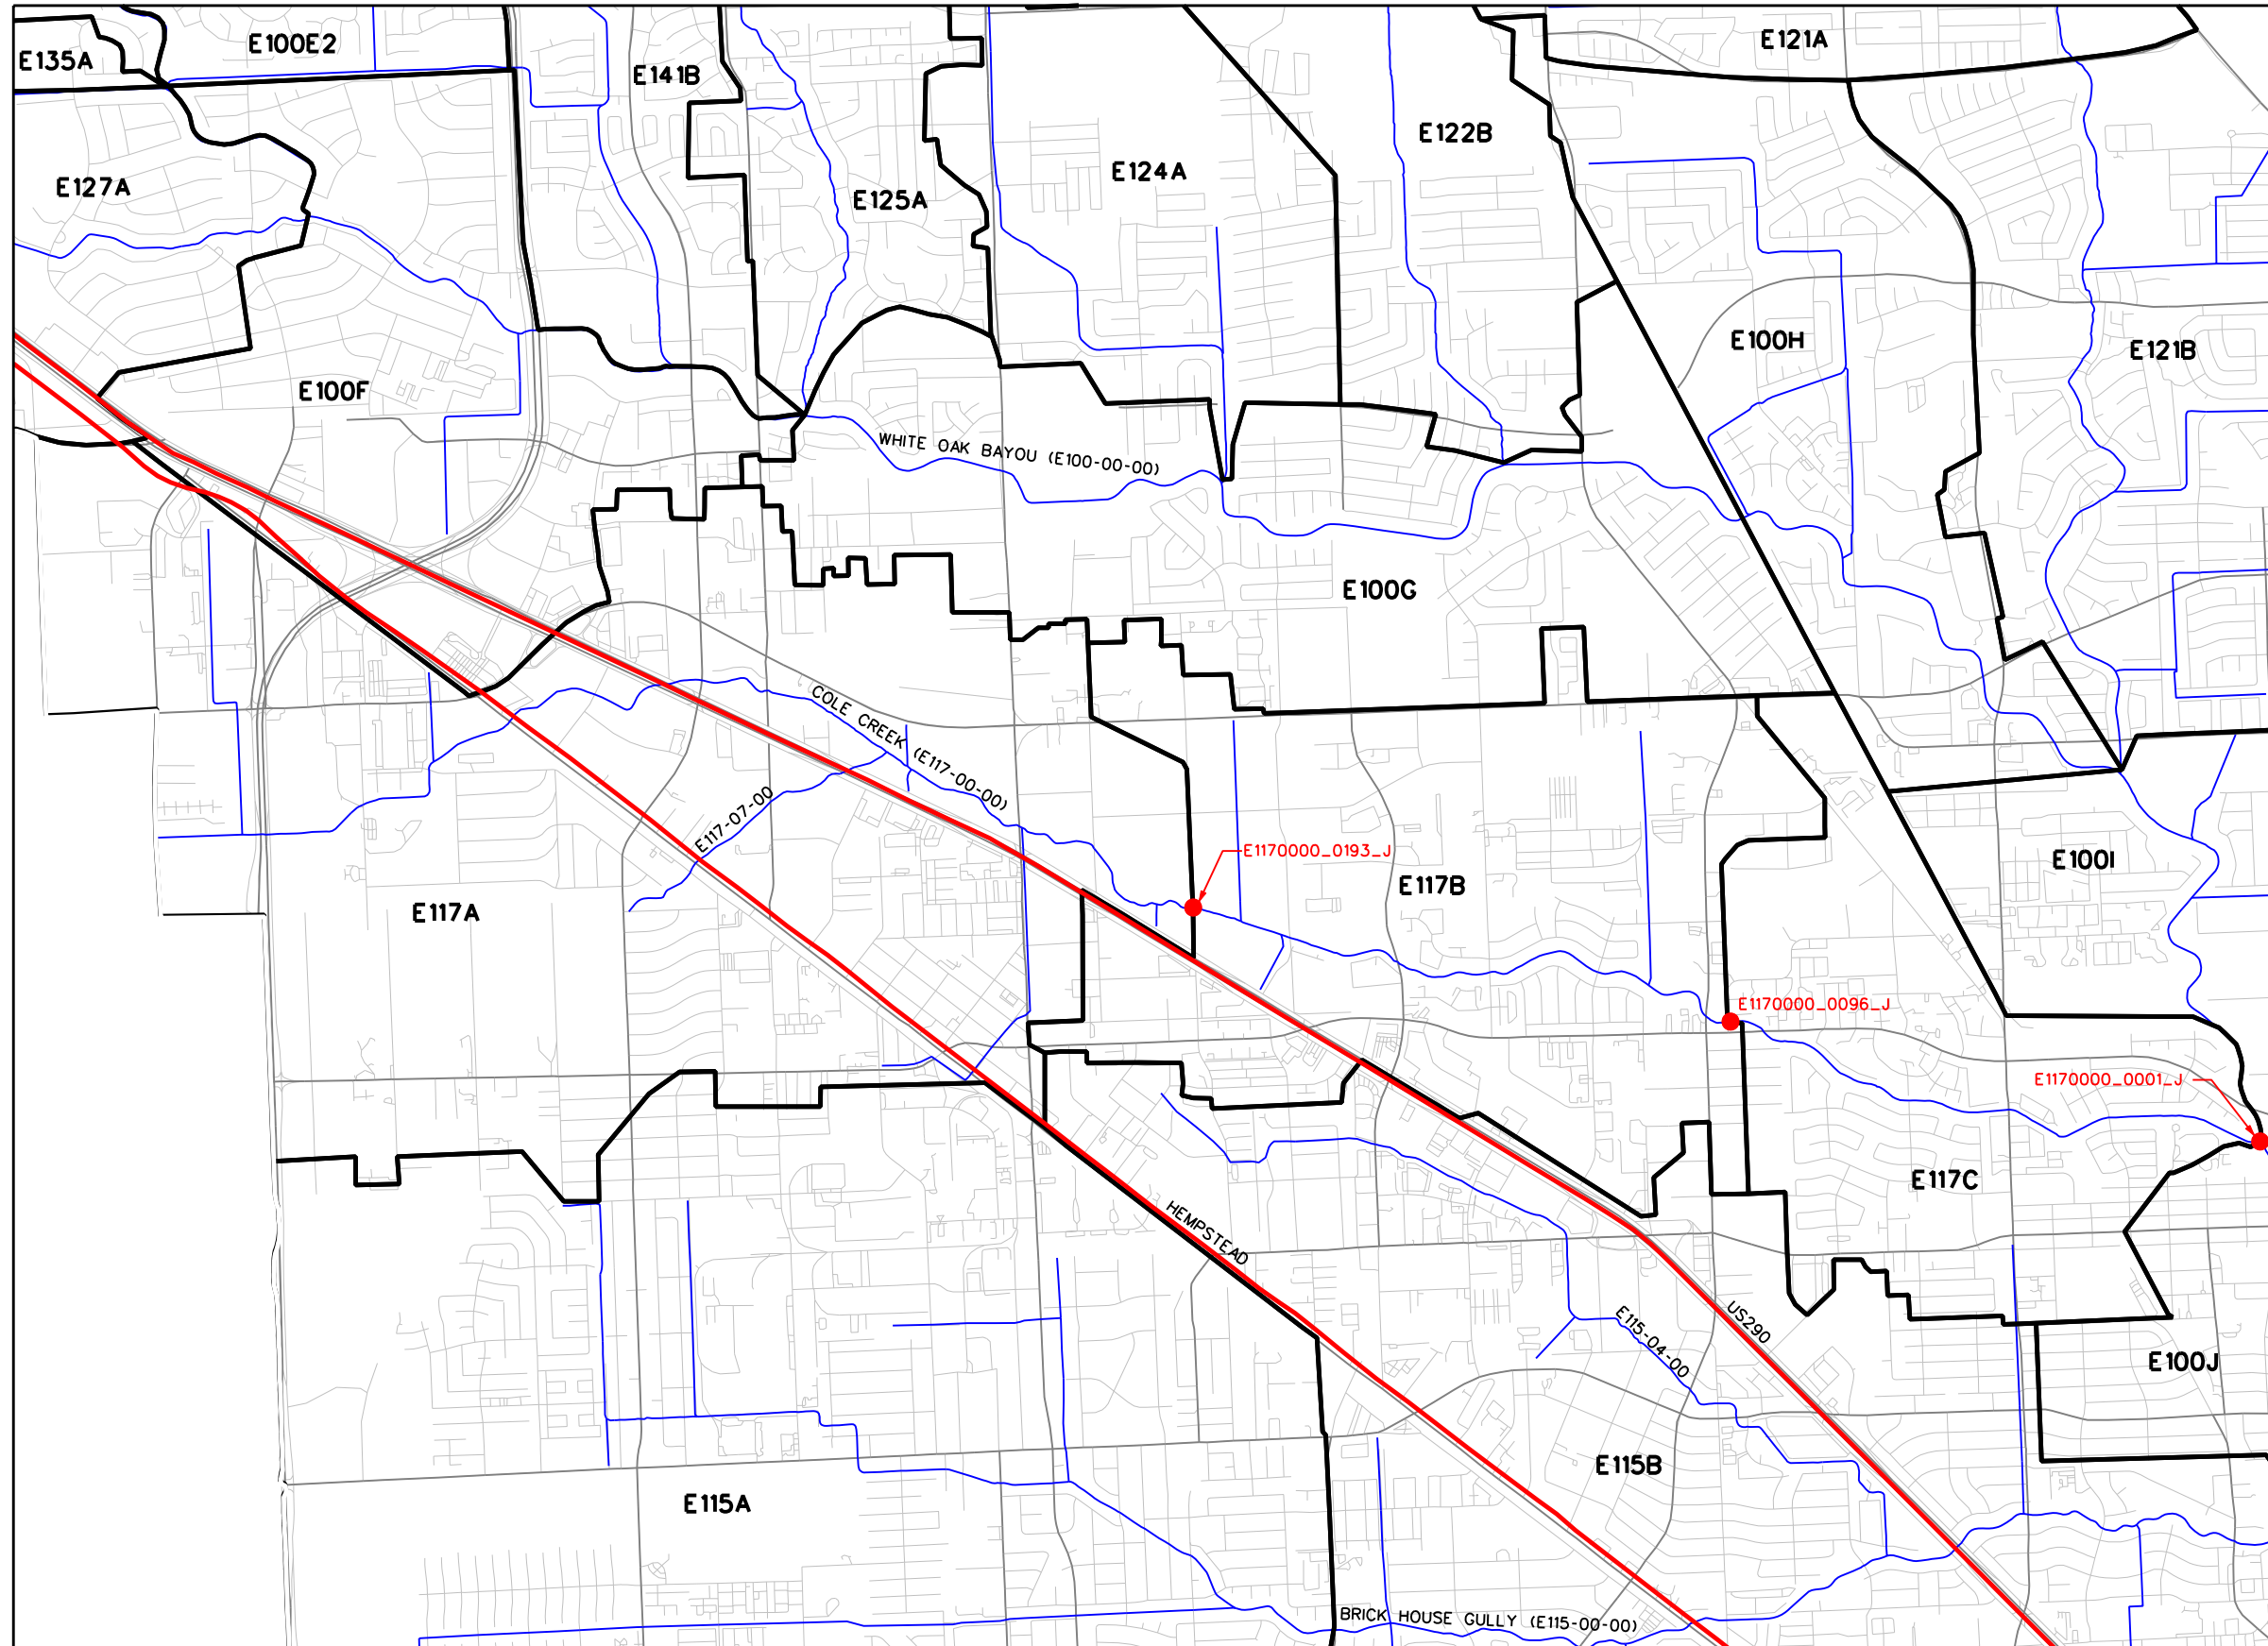 E100E2
E121A
E135A
E141B
E122B
E124A
E127A
E125A
E100H
E121B
E100F
WHITE OAK BAYOU (E100-00-00)
E100G
COLE CREEK (E117-00-00)
E117-07-00
E1170000_0193_J
E100I
E117B
E117A
E1170000_0096_J
E1170000_0001_J
E117C
HEMPSTEAD
US290
E115-04-00
E100J
E115B
E115A
BRICK HOUSE GULLY (E115-00-00)